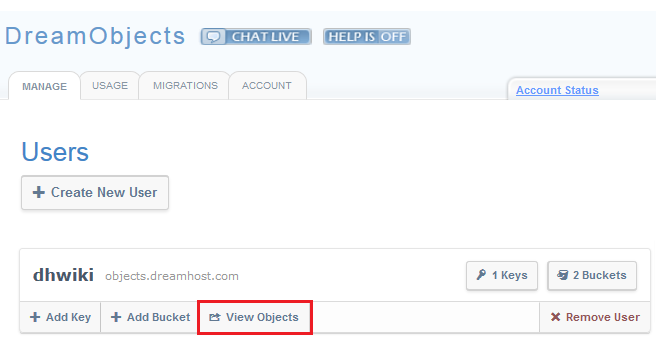 DreamObjects CHAT LIVE HELP IS OFF
MANAGE USAGE MIGRATIONS ACCOUNT
Account Status
Users
+ Create New User
dhwiki objects.dreamhost.com 1 Keys 2 Buckets
+ Add Key + Add Bucket View Objects × Remove User